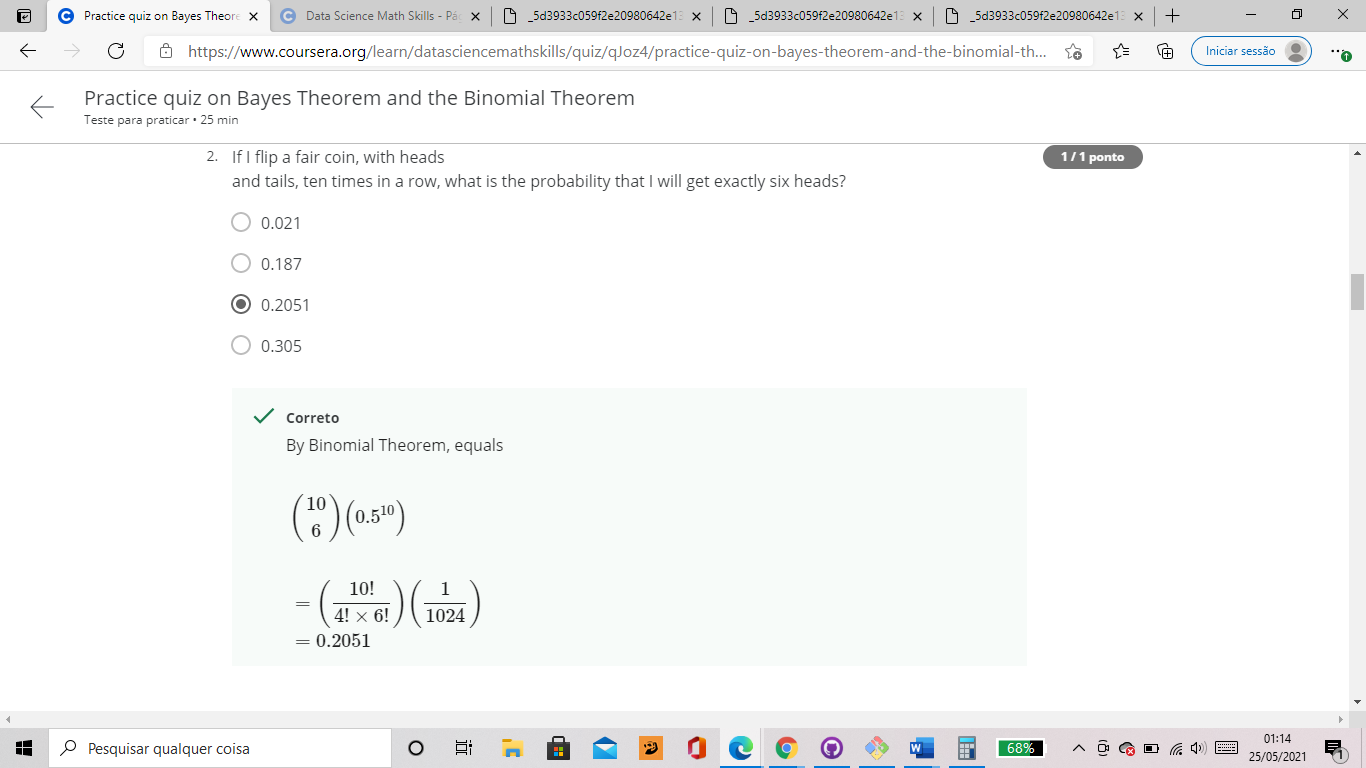 Practice quiz on Bayes Theore
Data Science Math Skills - Pá
_5d3933c059f2e20980642e13
_5d3933c059f2e20980642e13
_5d3933c059f2e20980642e13
https://www.coursera.org/learn/datasciencemathskills/quiz/qJoz4/practice-quiz-on-bayes-theorem-and-the-binomial-th...
Iniciar sessão
Practice quiz on Bayes Theorem and the Binomial Theorem
Teste para praticar • 25 min
2. If I flip a fair coin, with heads
1 / 1 ponto
and tails, ten times in a row, what is the probability that I will get exactly six heads?
0.021
0.187
0.2051
0.305
Correto
By Binomial Theorem, equals
(10 6)(0.5¹⁰)
= (10! / 4! × 6!)(1 / 1024)
= 0.2051
Pesquisar qualquer coisa
68%
01:14
25/05/2021
1